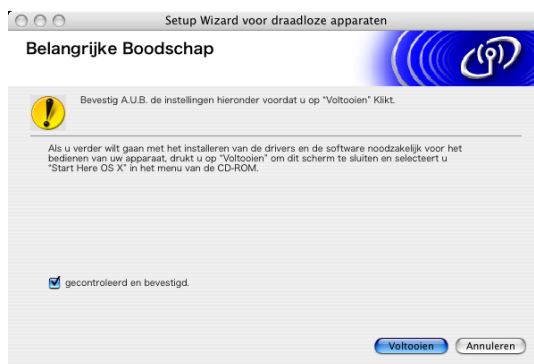 Setup Wizard voor draadloze apparaten
Belangrijke Boodschap
Bevestig A.U.B. de instellingen hieronder voordat u op "Voltooien" Klikt.
Als u verder wilt gaan met het installeren van de drivers en de software noodzakelijk voor het
bedienen van uw apparaat, drukt u op "Voltooien" om dit scherm te sluiten en selecteert u
"Start Here OS X" in het menu van de CD-ROM.
gecontroleerd en bevestigd.
Voltooien
Annuleren